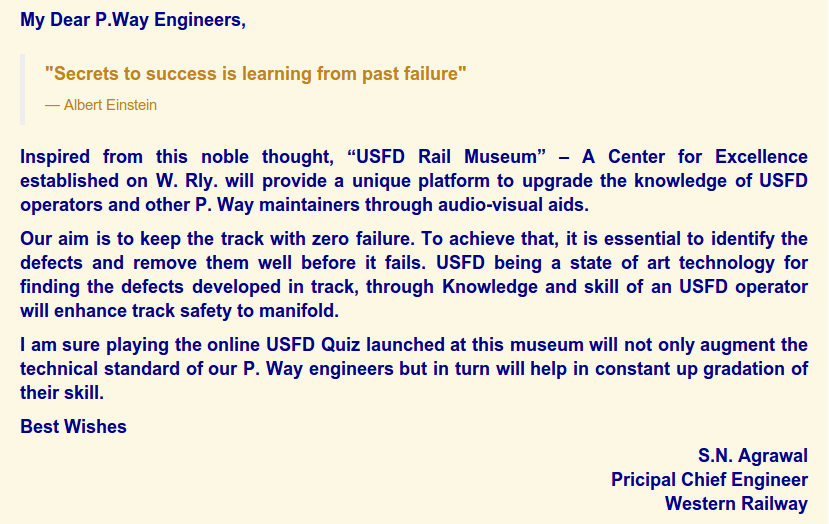 My Dear P.Way Engineers,
"Secrets to success is learning from past failure"
— Albert Einstein
Inspired from this noble thought, “USFD Rail Museum” – A Center for Excellence
established on W. Rly. will provide a unique platform to upgrade the knowledge of USFD
operators and other P. Way maintainers through audio-visual aids.
Our aim is to keep the track with zero failure. To achieve that, it is essential to identify the
defects and remove them well before it fails. USFD being a state of art technology for
finding the defects developed in track, through Knowledge and skill of an USFD operator
will enhance track safety to manifold.
I am sure playing the online USFD Quiz launched at this museum will not only augment the
technical standard of our P. Way engineers but in turn will help in constant up gradation of
their skill.
Best Wishes
S.N. Agrawal
Pricipal Chief Engineer
Western Railway